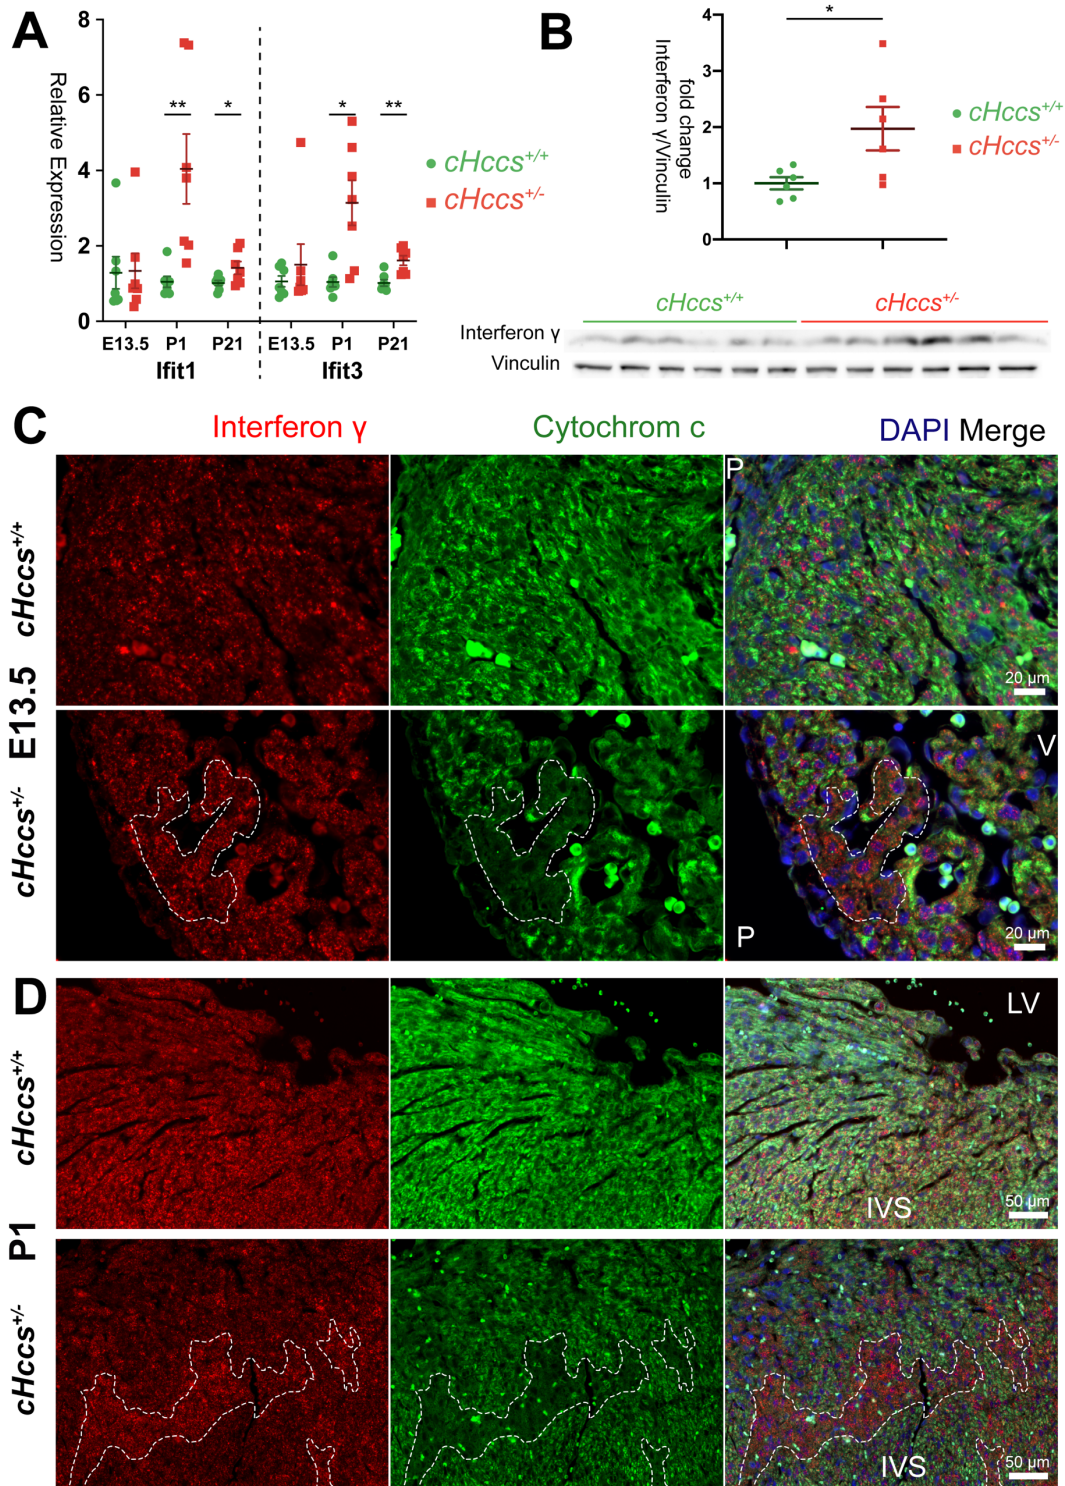 A
Relative Expression
8
6
4
2
0
** * * **
E13.5 P1 P21 E13.5 P1 P21
Ifit1 Ifit3
cHccs+/+
cHccs+/-
B
Interferon γ/Vinculin
fold change
4
3
2
1
0
*
cHccs+/+
cHccs+/-
cHccs+/+ cHccs+/-
Interferon γ
Vinculin
C
Interferon γ Cytochrom c DAPI Merge
E13.5
cHccs+/+
P
20 µm
cHccs+/-
V
P
20 µm
D
P1
cHccs+/+
LV
IVS
50 µm
cHccs+/-
IVS
50 µm